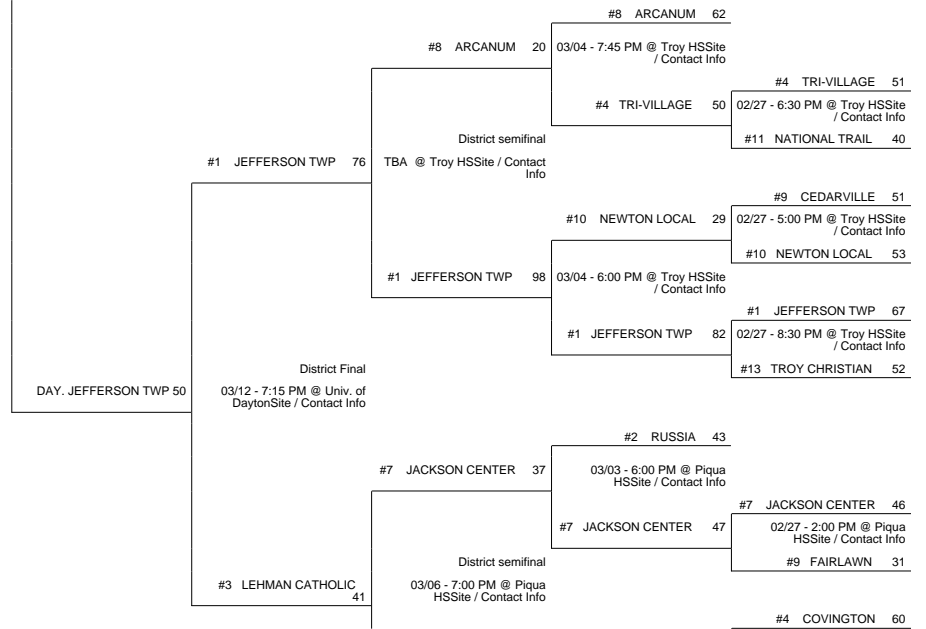 #8 ARCANUM 62
#8 ARCANUM 20
03/04 - 7:45 PM @ Troy HSSite
/ Contact Info
#4 TRI-VILLAGE 51
#4 TRI-VILLAGE 50
02/27 - 6:30 PM @ Troy HSSite
/ Contact Info
#11 NATIONAL TRAIL 40
District semifinal
#1 JEFFERSON TWP 76
TBA @ Troy HSSite / Contact
Info
#9 CEDARVILLE 51
#10 NEWTON LOCAL 29
02/27 - 5:00 PM @ Troy HSSite
/ Contact Info
#10 NEWTON LOCAL 53
#1 JEFFERSON TWP 98
03/04 - 6:00 PM @ Troy HSSite
/ Contact Info
#1 JEFFERSON TWP 67
#1 JEFFERSON TWP 82
02/27 - 8:30 PM @ Troy HSSite
/ Contact Info
#13 TROY CHRISTIAN 52
District Final
DAY. JEFFERSON TWP 50
03/12 - 7:15 PM @ Univ. of
DaytonSite / Contact Info
#2 RUSSIA 43
#7 JACKSON CENTER 37
03/03 - 6:00 PM @ Piqua
HSSite / Contact Info
#7 JACKSON CENTER 46
#7 JACKSON CENTER 47
02/27 - 2:00 PM @ Piqua
HSSite / Contact Info
#9 FAIRLAWN 31
District semifinal
#3 LEHMAN CATHOLIC
41
03/06 - 7:00 PM @ Piqua
HSSite / Contact Info
#4 COVINGTON 60